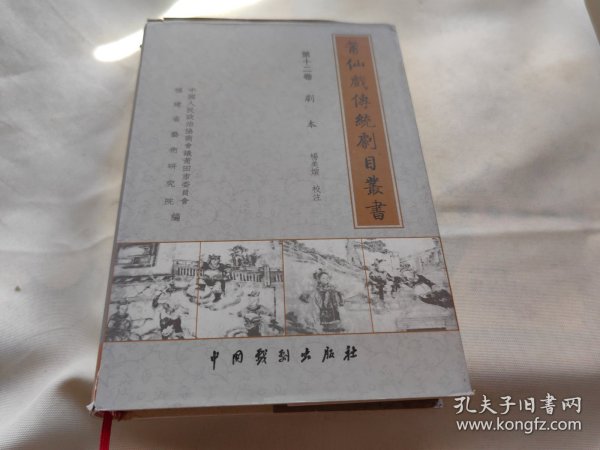 莆仙戲傳統劇目叢書
第十二卷 劇本
楊美煊 校注
中國人民政治協商會議莆田市委員會
福建省藝術研究院 編
中国戏剧出版社
孔夫子旧书网
www.kongfz.com